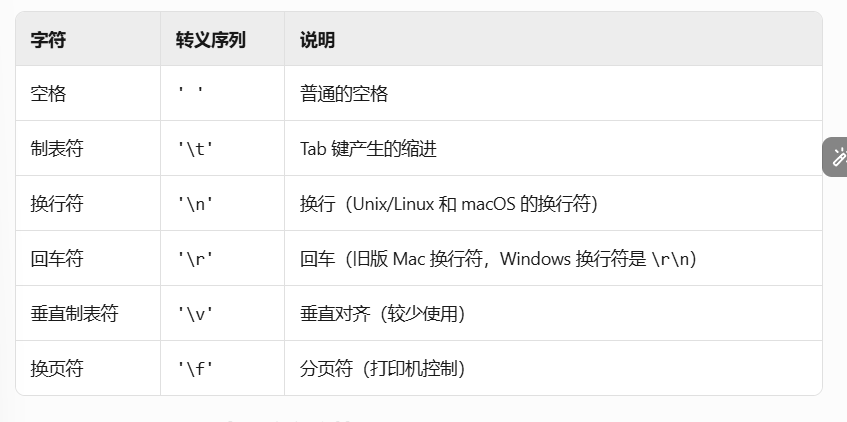 字符 转义序列 说明
空格 ' ' 普通的空格
制表符 '\t' Tab 键产生的缩进
换行符 '\n' 换行（Unix/Linux 和 macOS 的换行符）
回车符 '\r' 回车（旧版 Mac 换行符，Windows 换行符是 \r\n）
垂直制表符 '\v' 垂直对齐（较少使用）
换页符 '\f' 分页符（打印机控制）